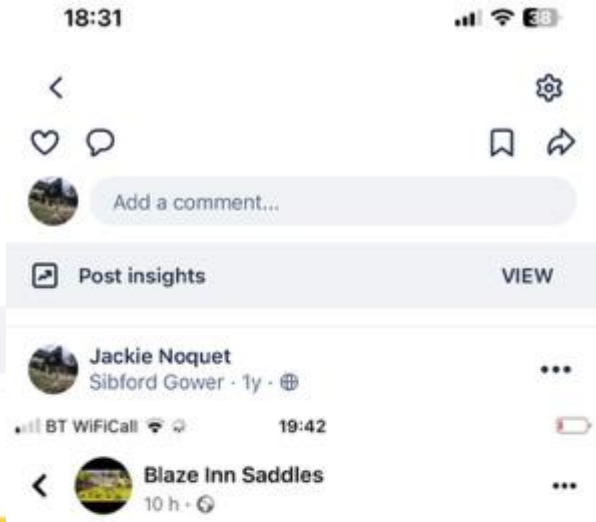 18:31
38
Add a comment...
Post insights VIEW
Jackie Noquet
Sibford Gower · 1y ·
BT WiFiCall 19:42
Blaze Inn Saddles
10 h ·